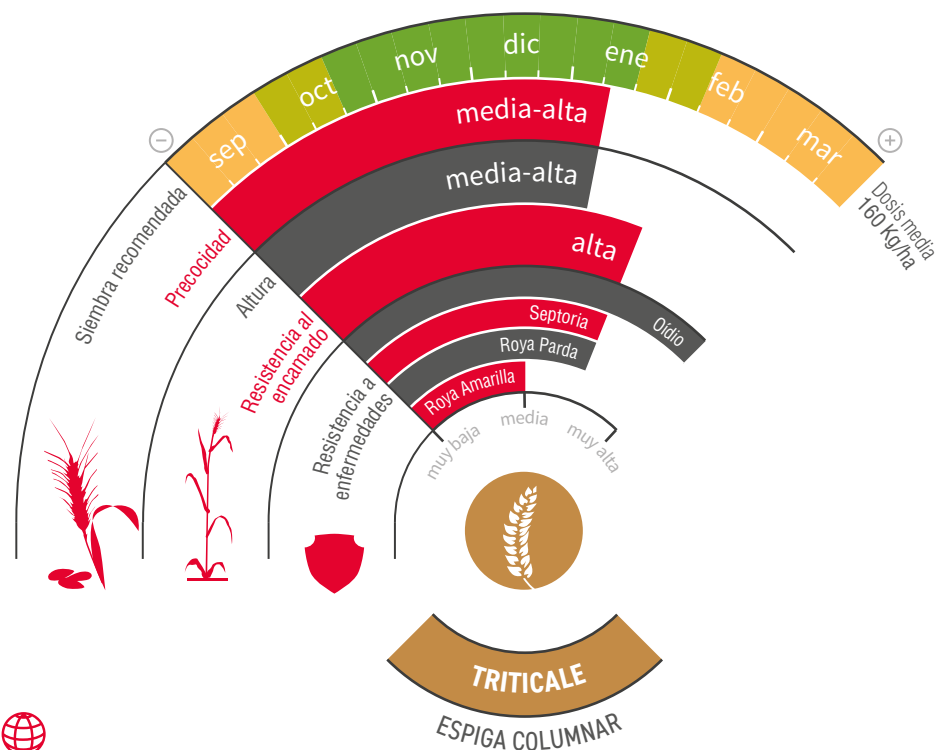 sep
oct
nov
dic
ene
feb
mar
Dosis media
160 Kg/ha
Siembra recomendada
Precocidad
media-alta
Altura
media-alta
Resistencia al
encamado
alta
Resistencia a
enfermedades
Oídio
Septoria
Roya Parda
Roya Amarilla
muy baja
media
muy alta
TRITICALE
ESPIGA COLUMNAR